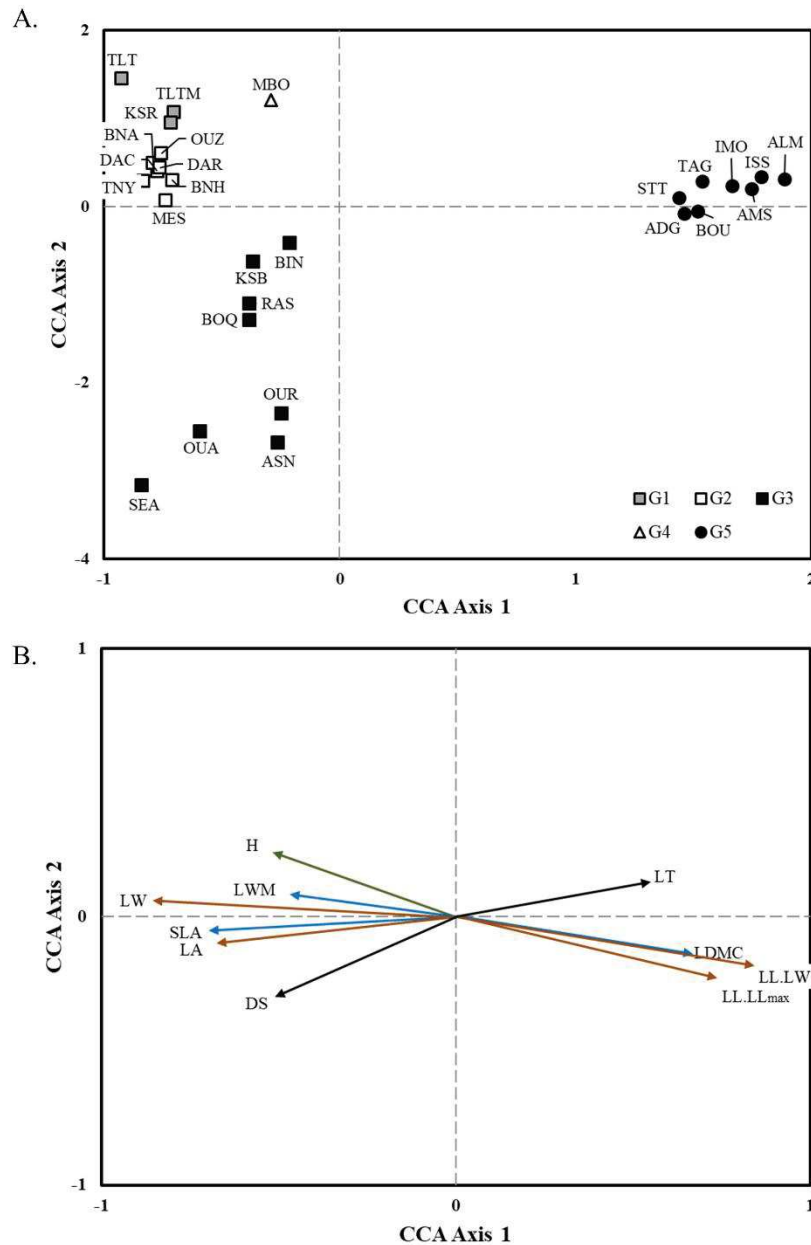 A.
2
TLT
TLTM
KSR
MBO
BNA
OUZ
DAC
DAR
TNY
BNH
MES
IMO
ISS
ALM
TAG
STT
ADG
BOU
AMS
0
BIN
KSB
RAS
BOQ
OUR
OUA
ASN
SEA
G1 G2 G3
G4 G5
-2
-4
CCA Axis 2
-1 0 1 2
CCA Axis 1
B.
1
H
LWM
LW
SLA
LA
DS
LT
LDMC
LL.LW
LL.LLmax
0
-1
CCA Axis 2
-1 0 1
CCA Axis 1